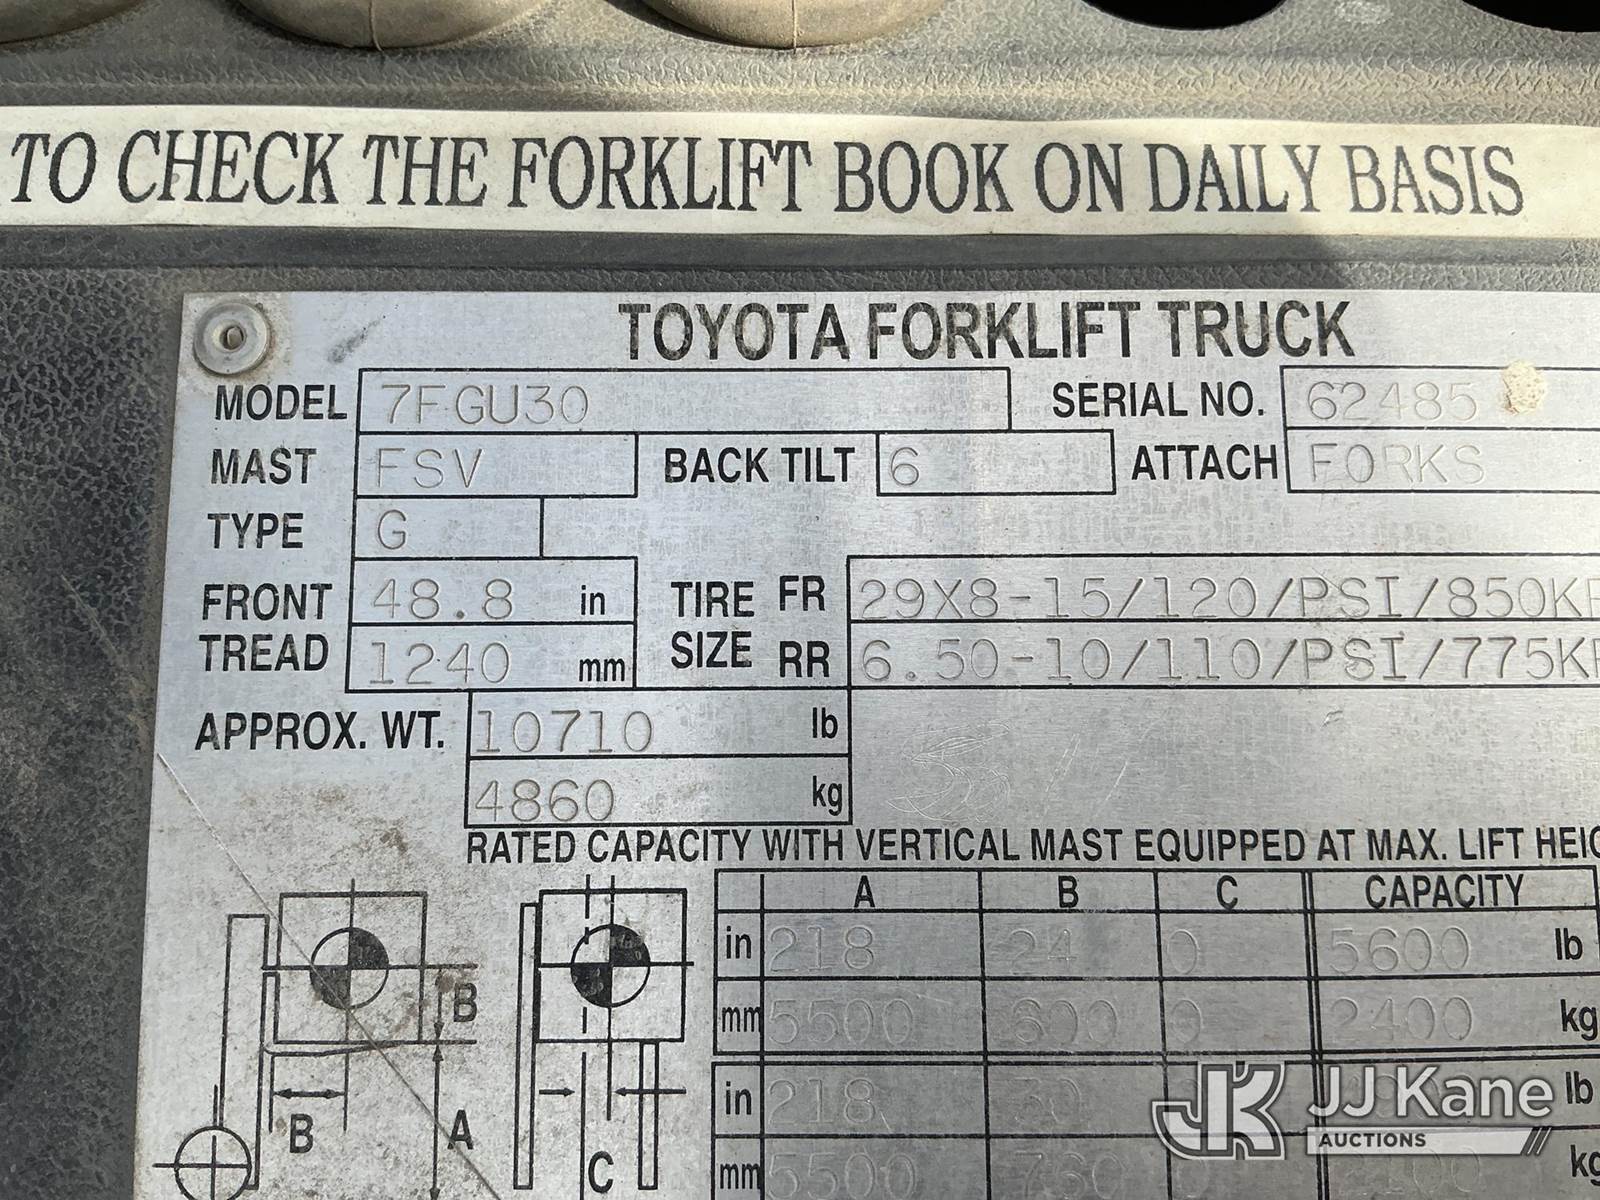 TO CHECK THE FORKLIFT BOOK ON DAILY BASIS
TOYOTA FORKLIFT TRUCK
MODEL 7FGU30 SERIAL NO. 62485
MAST FSV BACK TILT 6 ATTACH FORKS
TYPE G
FRONT TREAD 48.8 in TIRE SIZE FR 29X8-15/120/PSI/850KP
1240 mm RR 6.50-10/110/PSI/775KP
APPROX. WT. 10710 lb
4860 kg
RATED CAPACITY WITH VERTICAL MAST EQUIPPED AT MAX. LIFT HEIG
A B C CAPACITY
in 218 24 0 5600 lb
mm 5500 600 0 2400 kg
in 218 30 lb
mm 5500 760 kg
B
B A
C
JK JJ Kane
AUCTIONS